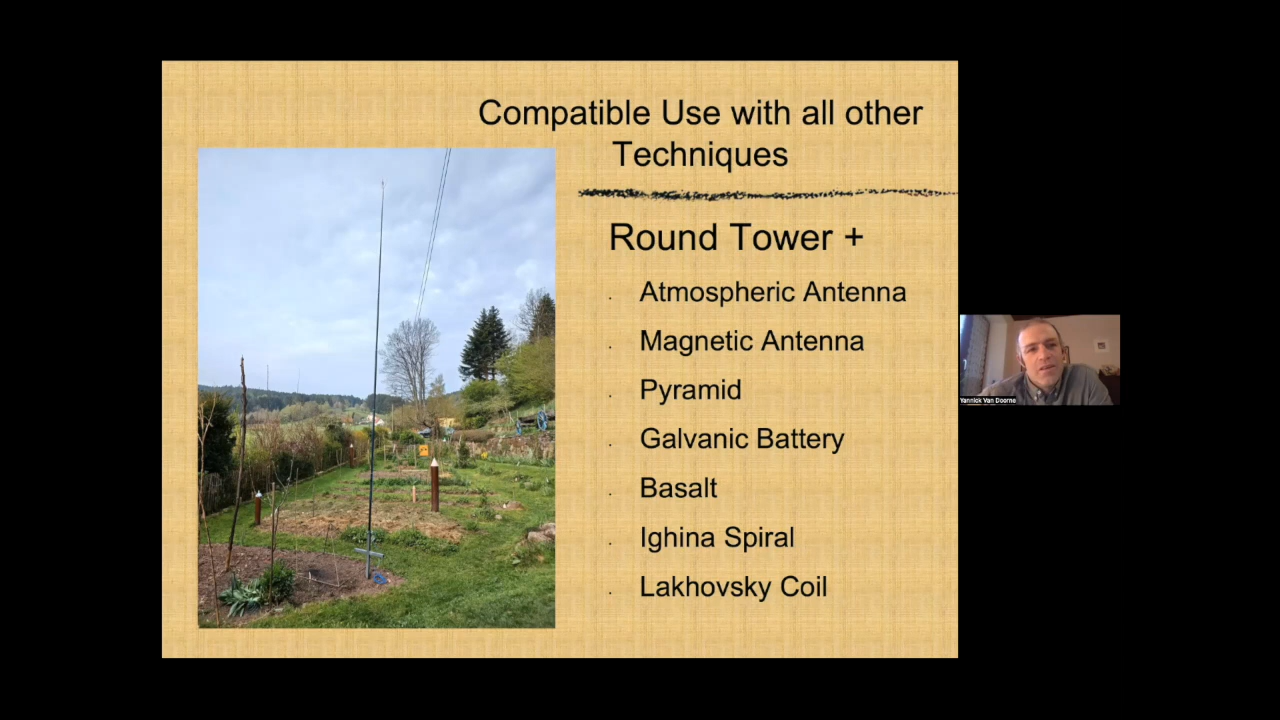 Compatible Use with all other
Techniques
Round Tower +
Atmospheric Antenna
Magnetic Antenna
Pyramid
Galvanic Battery
Basalt
Ighina Spiral
Lakhovsky Coil
Yannick Van Doorne